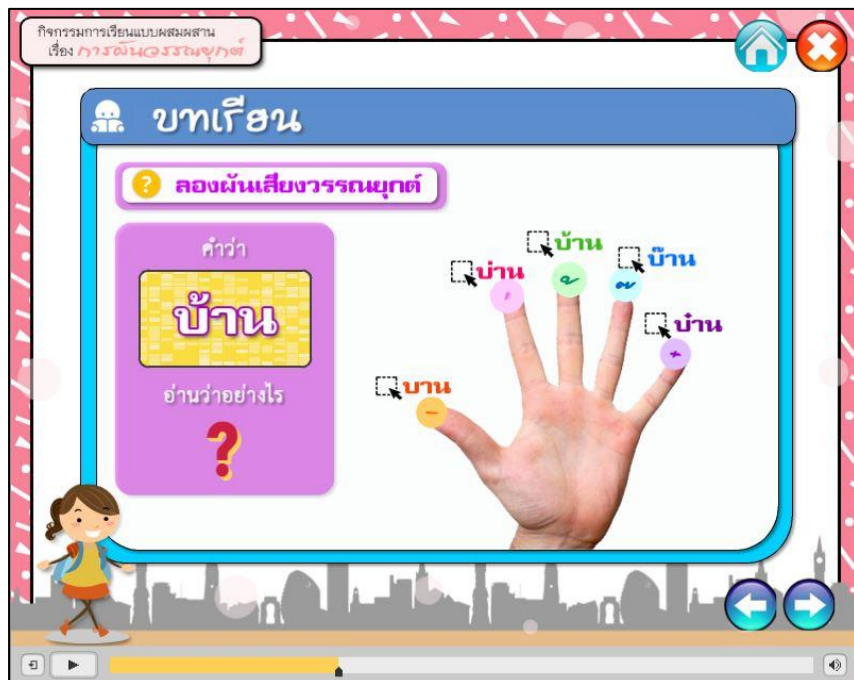 กิจกรรมการเรียนแบบผสมผสาน
เรื่อง การผันวรรณยุกต์
บทเรียน
? ลองผันเสียงวรรณยุกต์
คำว่า
บ้าน
อ่านว่าอย่างไร
?
บาน
บ่าน
บ้าน
บ๊าน
บ๋าน